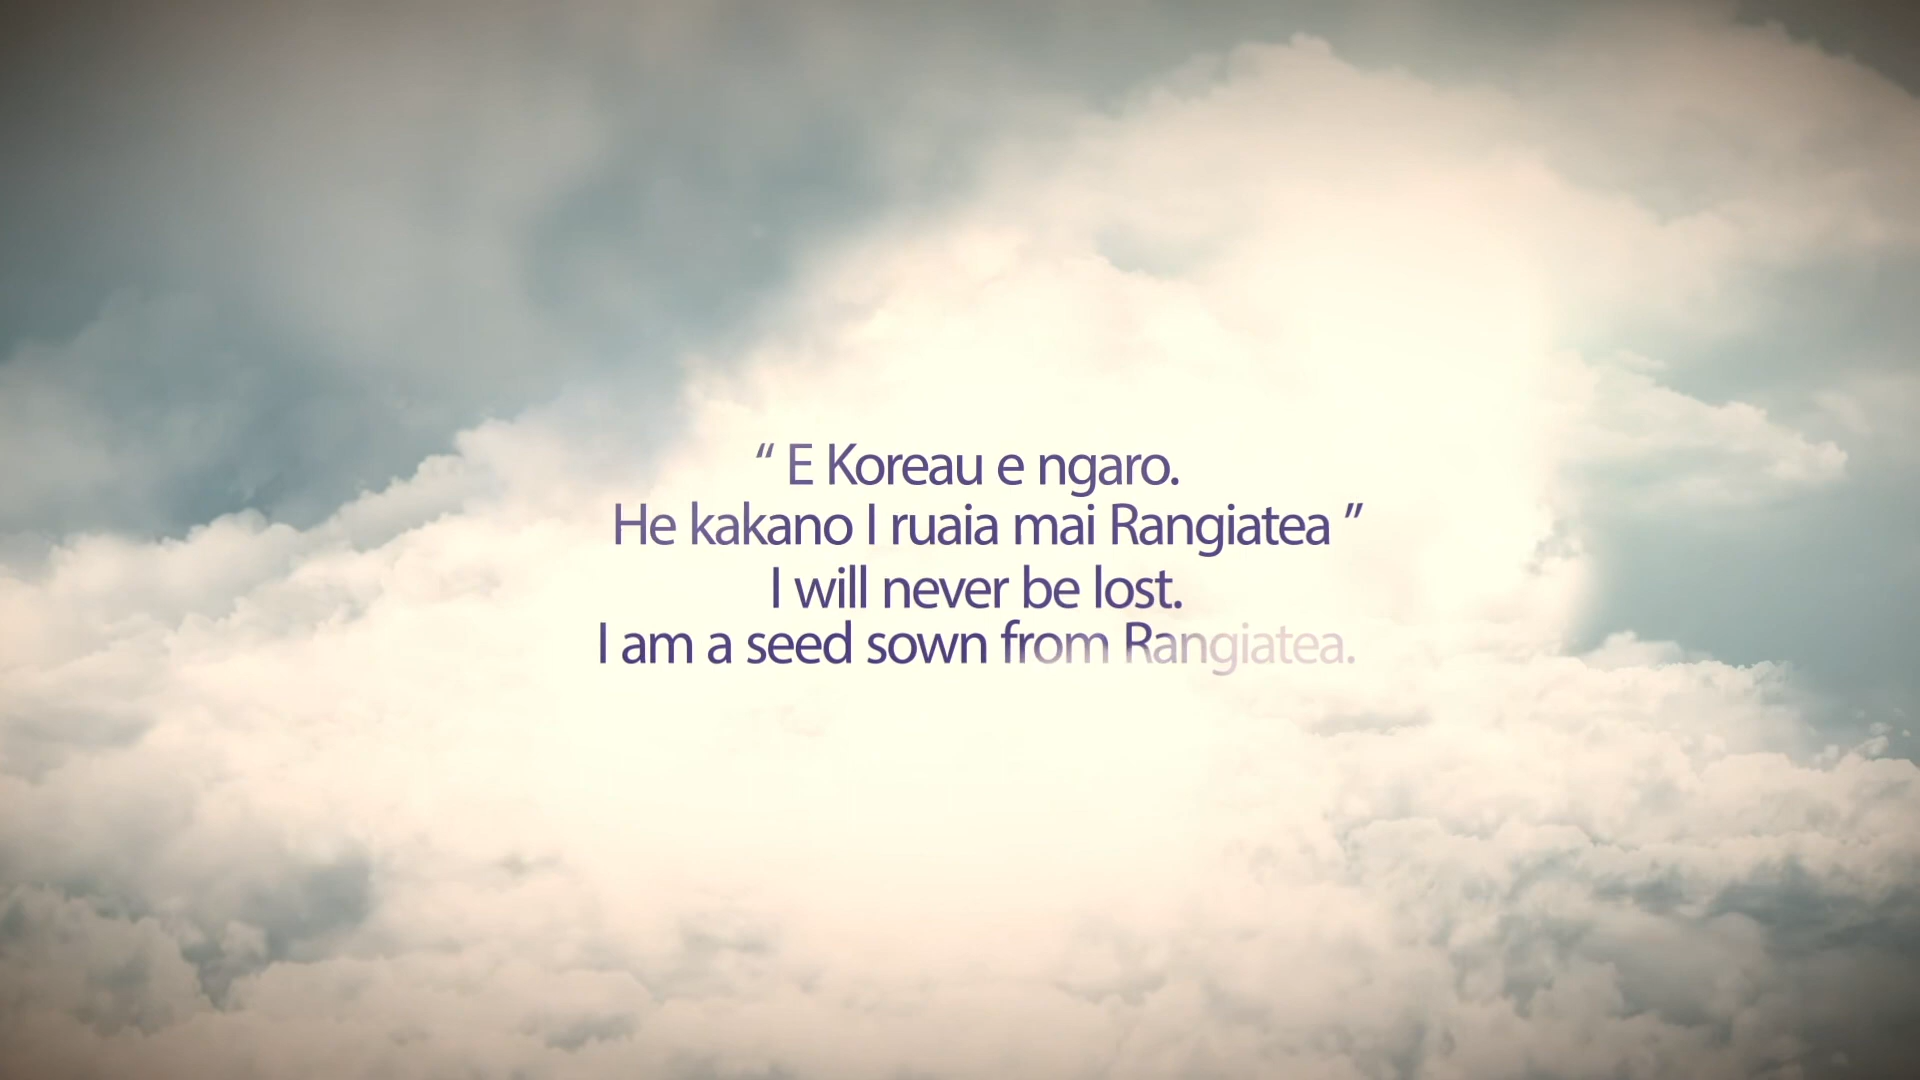 “ E Koreau e ngaro.
He kakano I ruaia mai Rangiatea ”
I will never be lost.
I am a seed sown from Rangiatea.